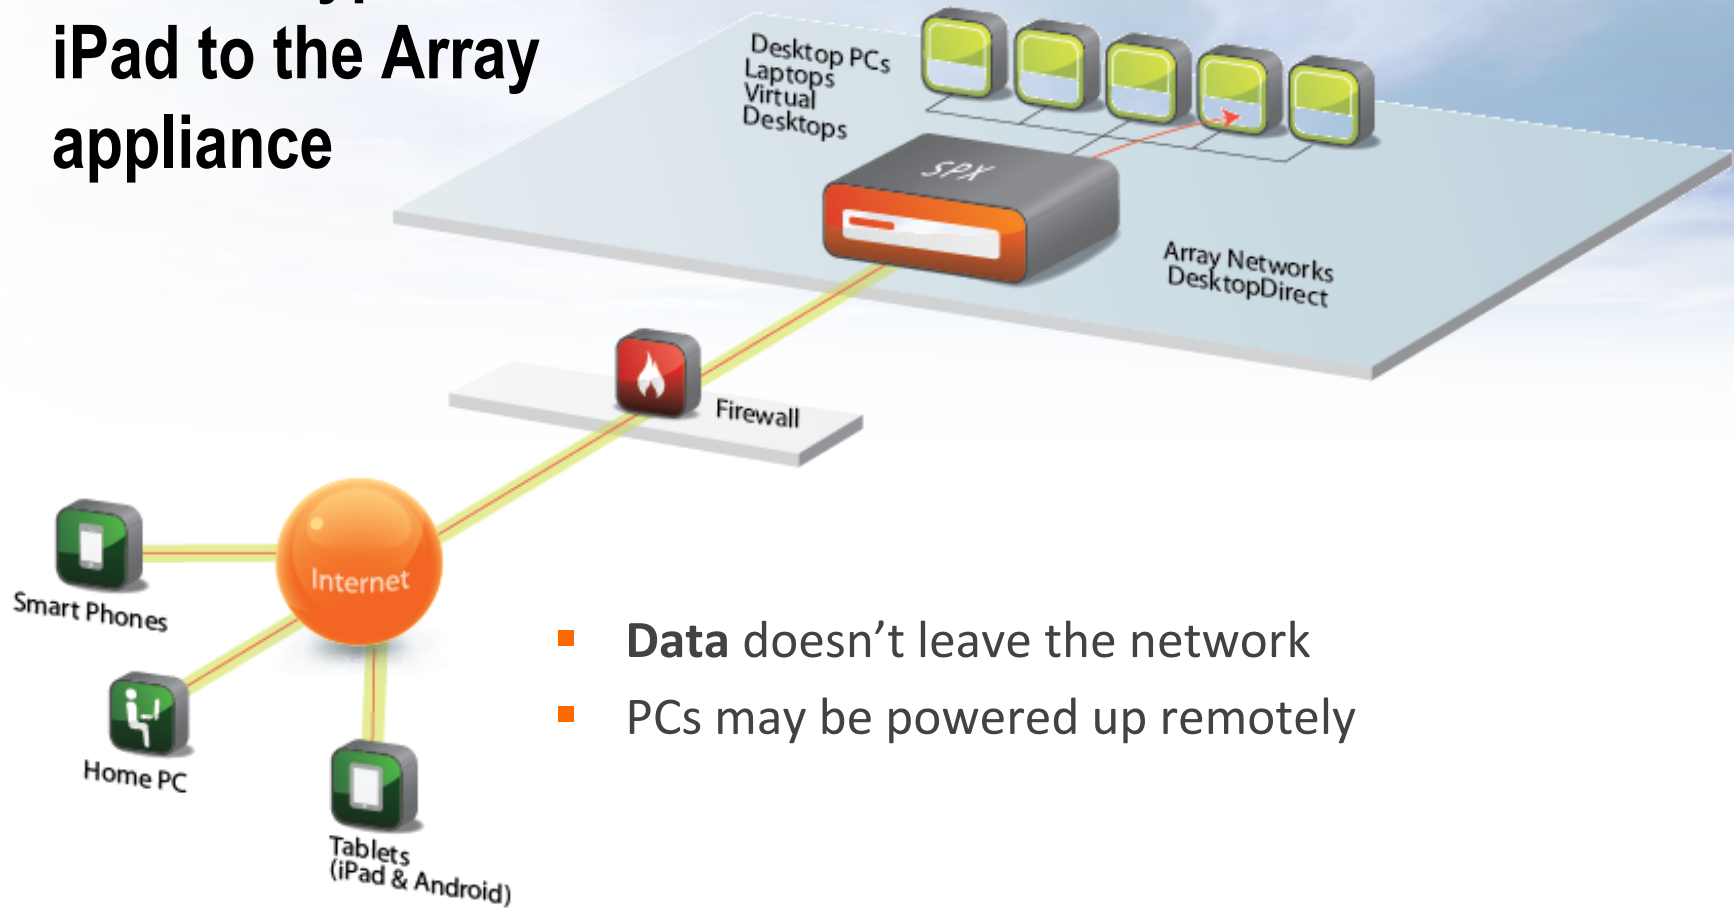 iPad to the Array
appliance
Desktop PCs
Laptops
Virtual
Desktops
SPX
Array Networks
DesktopDirect
Firewall
Internet
Smart Phones
Home PC
Tablets
(iPad & Android)
Data doesn’t leave the network
PCs may be powered up remotely